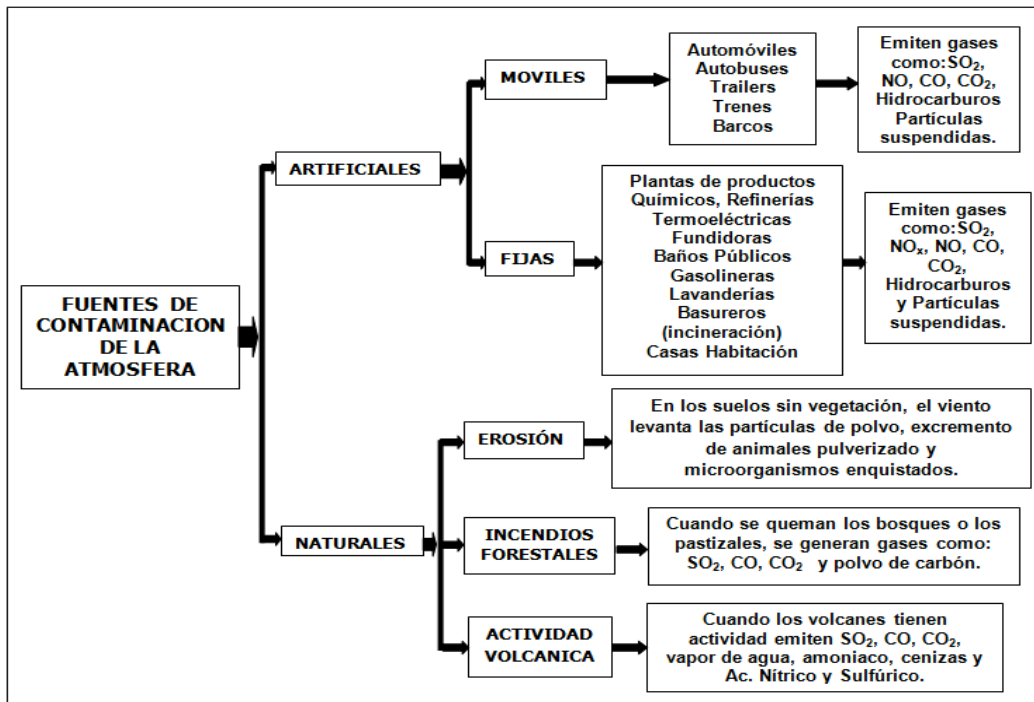 FUENTES DE
CONTAMINACION
DE LA
ATMOSFERA
ARTIFICIALES
MOVILES
Automóviles
Autobuses
Trailers
Trenes
Barcos
Emiten gases
como:SO₂,
NO, CO, CO₂,
Hidrocarburos
Partículas
suspendidas.
FIJAS
Plantas de productos
Químicos, Refinerías
Termoeléctricas
Fundidoras
Baños Públicos
Gasolineras
Lavanderías
Basureros
(incineración)
Casas Habitación
Emiten gases
como:SO₂,
NOₓ, NO, CO,
CO₂,
Hidrocarburos
y Partículas
suspendidas.
NATURALES
EROSIÓN
En los suelos sin vegetación, el viento
levanta las partículas de polvo, excremento
de animales pulverizado y
microorganismos enquistados.
INCENDIOS
FORESTALES
Cuando se queman los bosques o los
pastizales, se generan gases como:
SO₂, CO, CO₂ y polvo de carbón.
ACTIVIDAD
VOLCANICA
Cuando los volcanes tienen
actividad emiten SO₂, CO, CO₂,
vapor de agua, amoniaco, cenizas y
Ac. Nítrico y Sulfúrico.